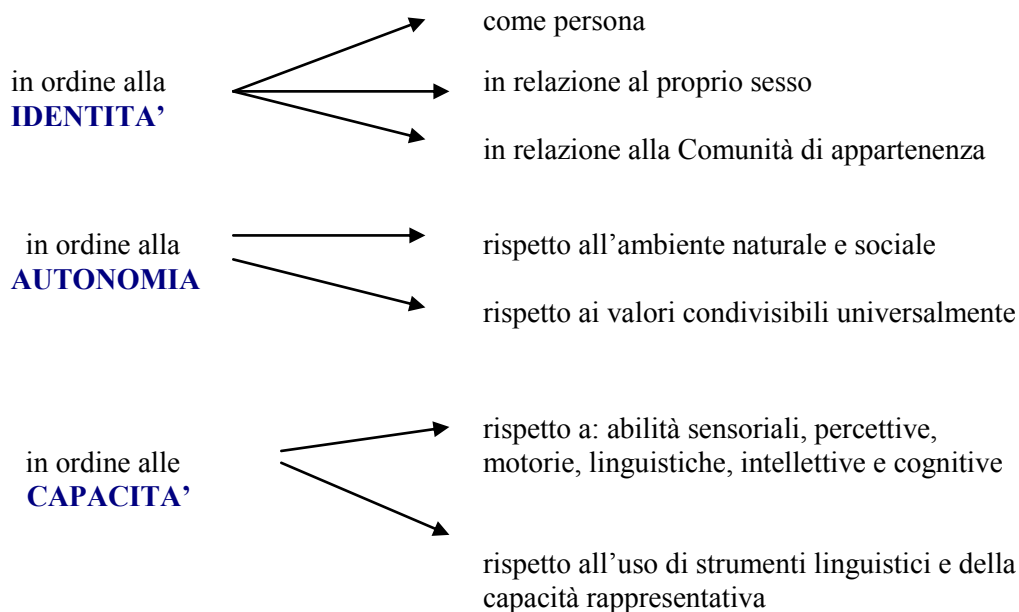 come persona
in ordine alla
IDENTITA’
in relazione al proprio sesso
in relazione alla Comunità di appartenenza
in ordine alla
AUTONOMIA
rispetto all’ambiente naturale e sociale
rispetto ai valori condivisibili universalmente
in ordine alle
CAPACITA’
rispetto a: abilità sensoriali, percettive,
motorie, linguistiche, intellettive e cognitive
rispetto all’uso di strumenti linguistici e della
capacità rappresentativa